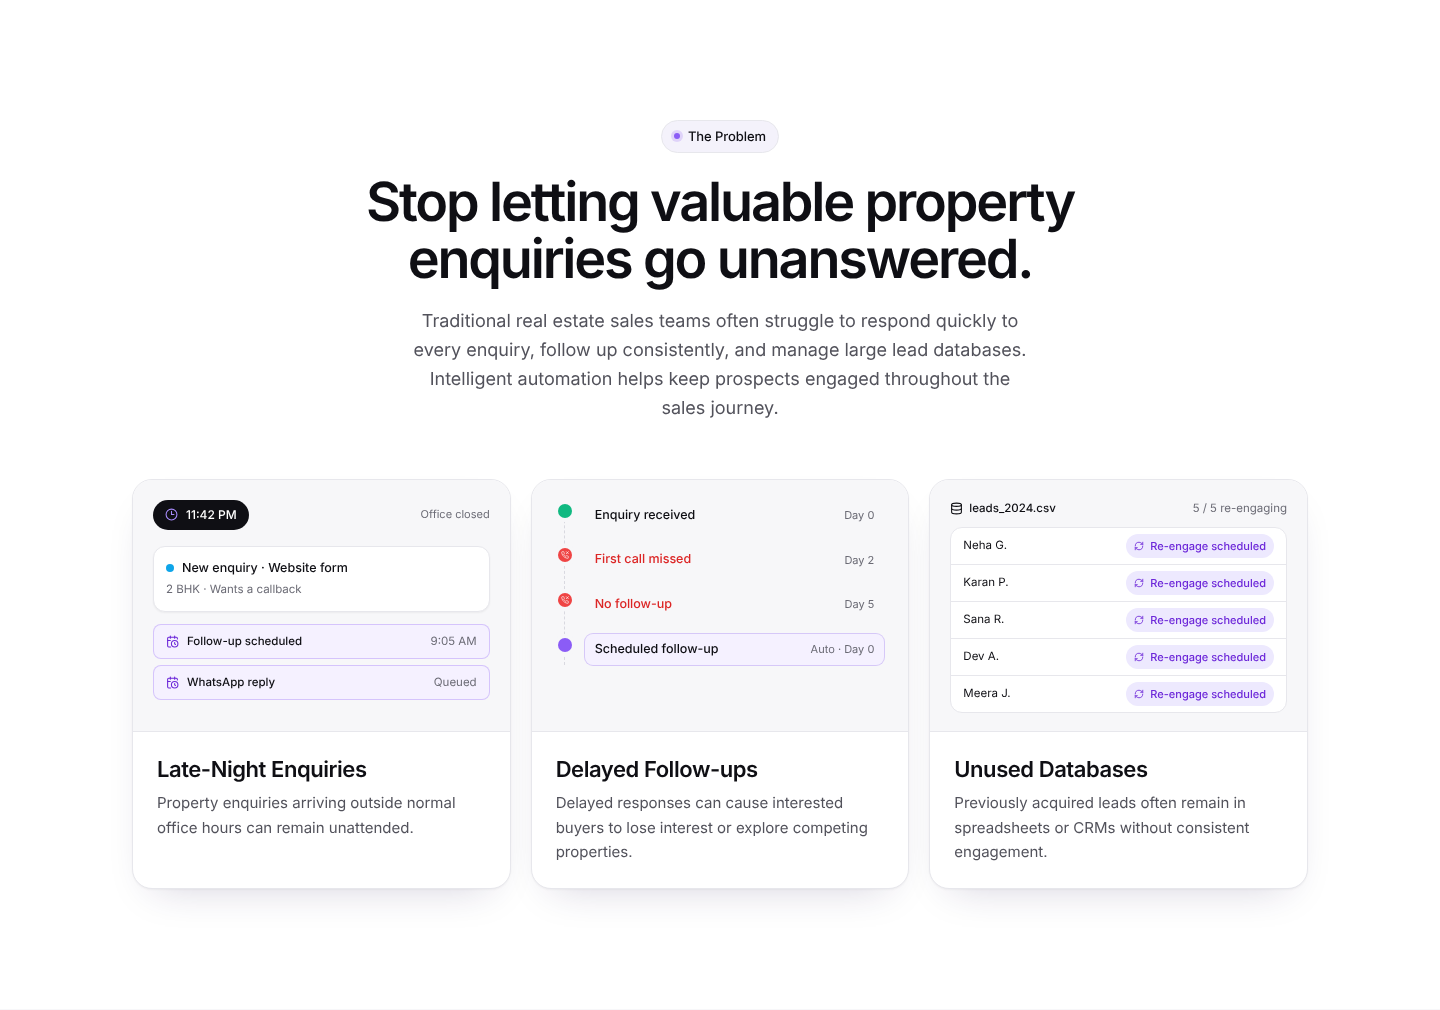 The Problem
Stop letting valuable property
enquiries go unanswered.
Traditional real estate sales teams often struggle to respond quickly to
every enquiry, follow up consistently, and manage large lead databases.
Intelligent automation helps keep prospects engaged throughout the
sales journey.
11:42 PM
Office closed
New enquiry · Website form
2 BHK · Wants a callback
Follow-up scheduled
9:05 AM
WhatsApp reply
Queued
Late-Night Enquiries
Property enquiries arriving outside normal
office hours can remain unattended.
Enquiry received
Day 0
First call missed
Day 2
No follow-up
Day 5
Scheduled follow-up
Auto · Day 0
Delayed Follow-ups
Delayed responses can cause interested
buyers to lose interest or explore competing
properties.
leads_2024.csv
5 / 5 re-engaging
Neha G.
Re-engage scheduled
Karan P.
Re-engage scheduled
Sana R.
Re-engage scheduled
Dev A.
Re-engage scheduled
Meera J.
Re-engage scheduled
Unused Databases
Previously acquired leads often remain in
spreadsheets or CRMs without consistent
engagement.